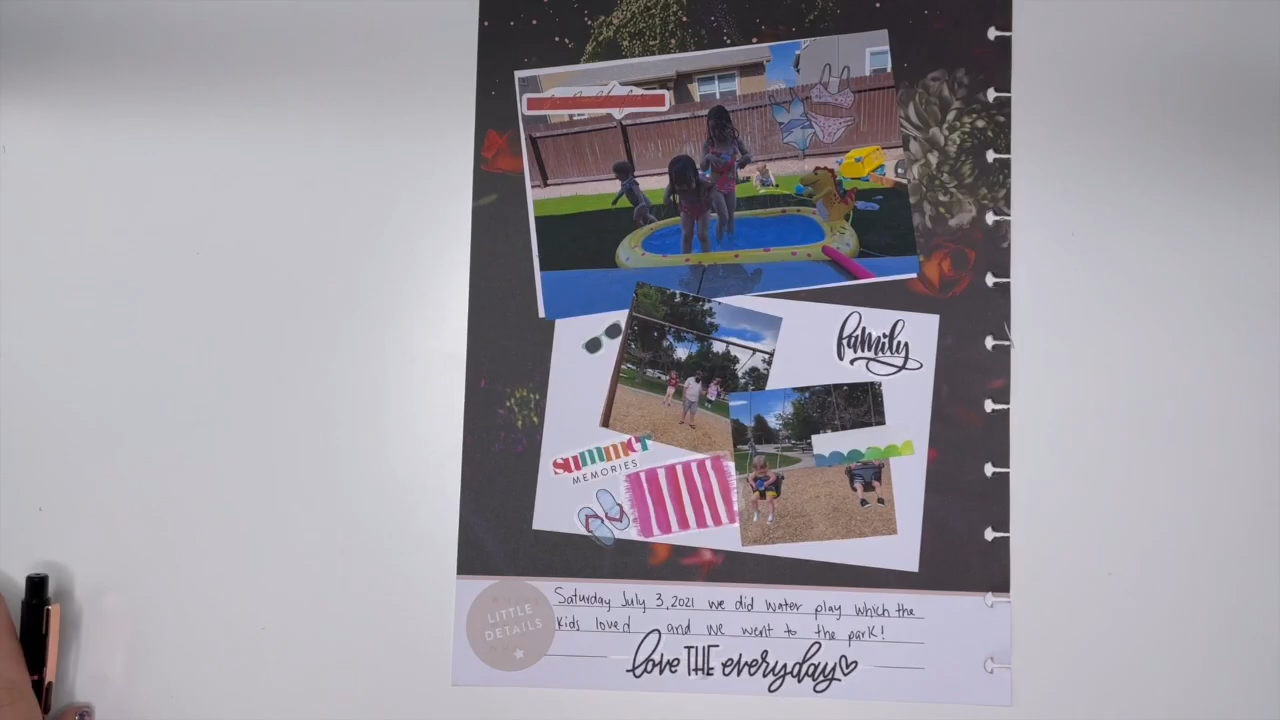 family
summer
MEMORIES
LITTLE
DETAILS
Saturday July 3, 2021 we did water play which the
kids loved and we went to the park!
love THE everyday